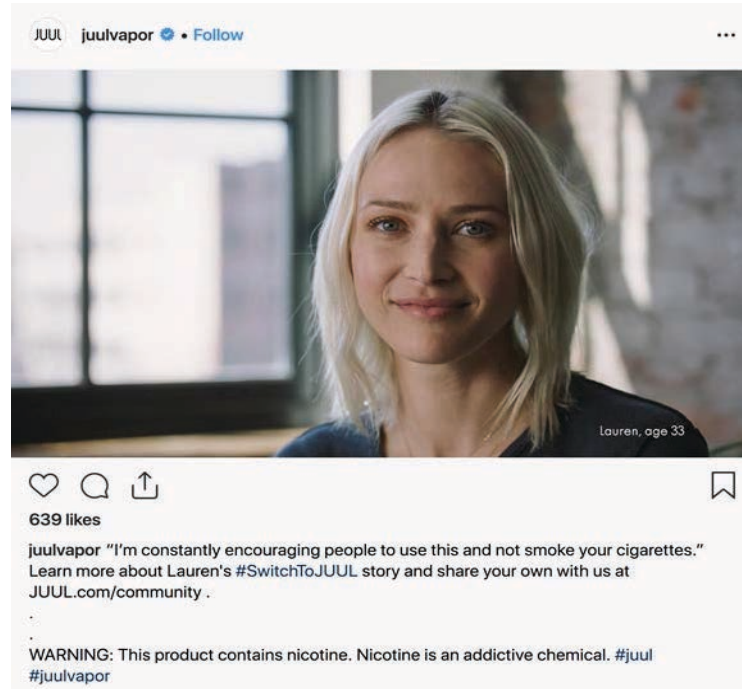 JUUL juulvapor • Follow
Lauren, age 33
639 likes
juulvapor “I’m constantly encouraging people to use this and not smoke your cigarettes.”
Learn more about Lauren's #SwitchToJUUL story and share your own with us at
JUUL.com/community .
.
.
WARNING: This product contains nicotine. Nicotine is an addictive chemical. #juul
#juulvapor